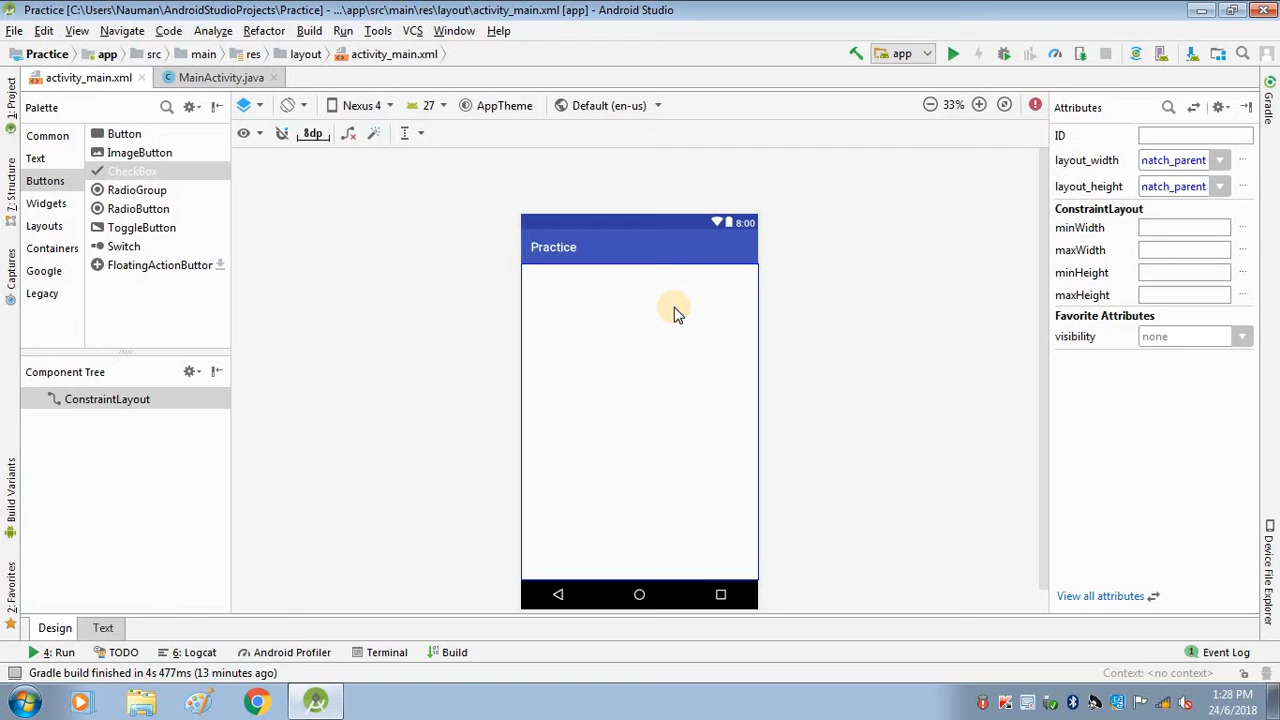 Practice [C:\Users\Nauman\AndroidStudioProjects\Practice] - ...\app\src\main\res\layout\activity_main.xml [app] - Android Studio
File Edit View Navigate Code Analyze Refactor Build Run Tools VCS Window Help
Practice app src main res layout activity_main.xml app
activity_main.xml MainActivity.java
1: Project
Z: Structure
Captures
Build Variants
2: Favorites
Palette
Common
Text
Buttons
Widgets
Layouts
Containers
Google
Legacy
Button
ImageButton
CheckBox
RadioGroup
RadioButton
ToggleButton
Switch
FloatingActionButtor
Component Tree
ConstraintLayout
Nexus 4 27 AppTheme Default (en-us) 33%
8dp
8:00
Practice
Attributes
ID
layout_width natch_parent
layout_height natch_parent
ConstraintLayout
minWidth
maxWidth
minHeight
maxHeight
Favorite Attributes
visibility none
View all attributes
Gradle
Device File Explorer
Design Text
4: Run TODO 6: Logcat Android Profiler Terminal Build 1 Event Log
Gradle build finished in 4s 477ms (13 minutes ago) Context: <no context>
1:28 PM
24/6/2018